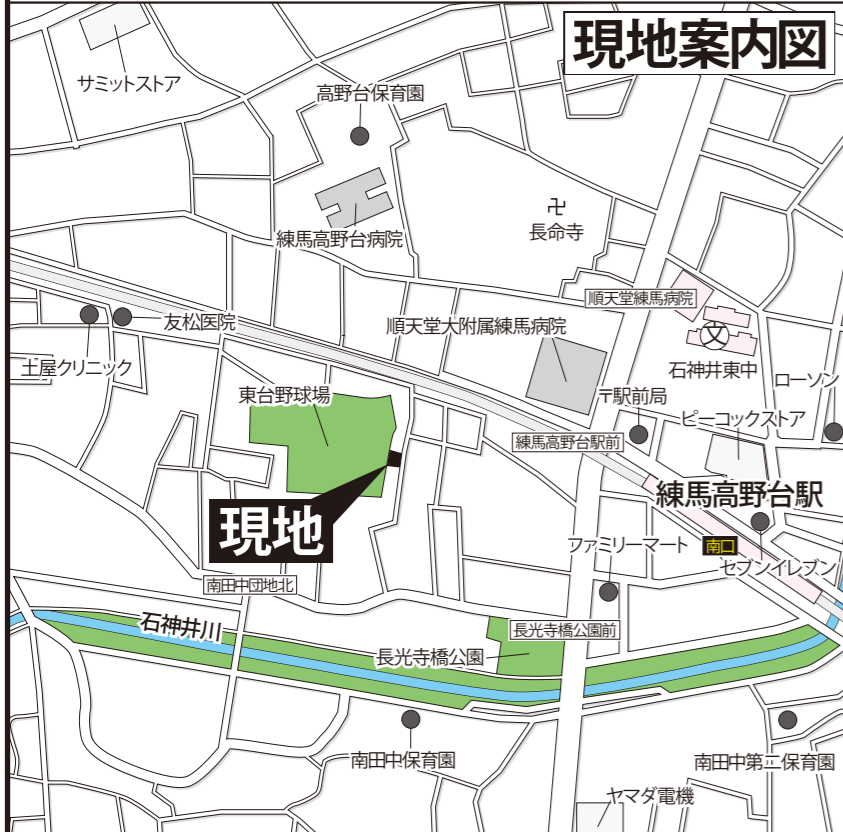 現地案内図
サミットストア
高野台保育園
練馬高野台病院
卍
長命寺
順天堂練馬病院
友松医院
順天堂大附属練馬病院
文
土屋クリニック
石神井東中
ローソン
東台野球場
〒駅前局
ピーコックストア
練馬高野台駅前
練馬高野台駅
現地
ファミリーマート
南口
セブンイレブン
南田中団地北
石神井川
長光寺橋公園前
長光寺橋公園
南田中保育園
南田中第二保育園
ヤマダ電機